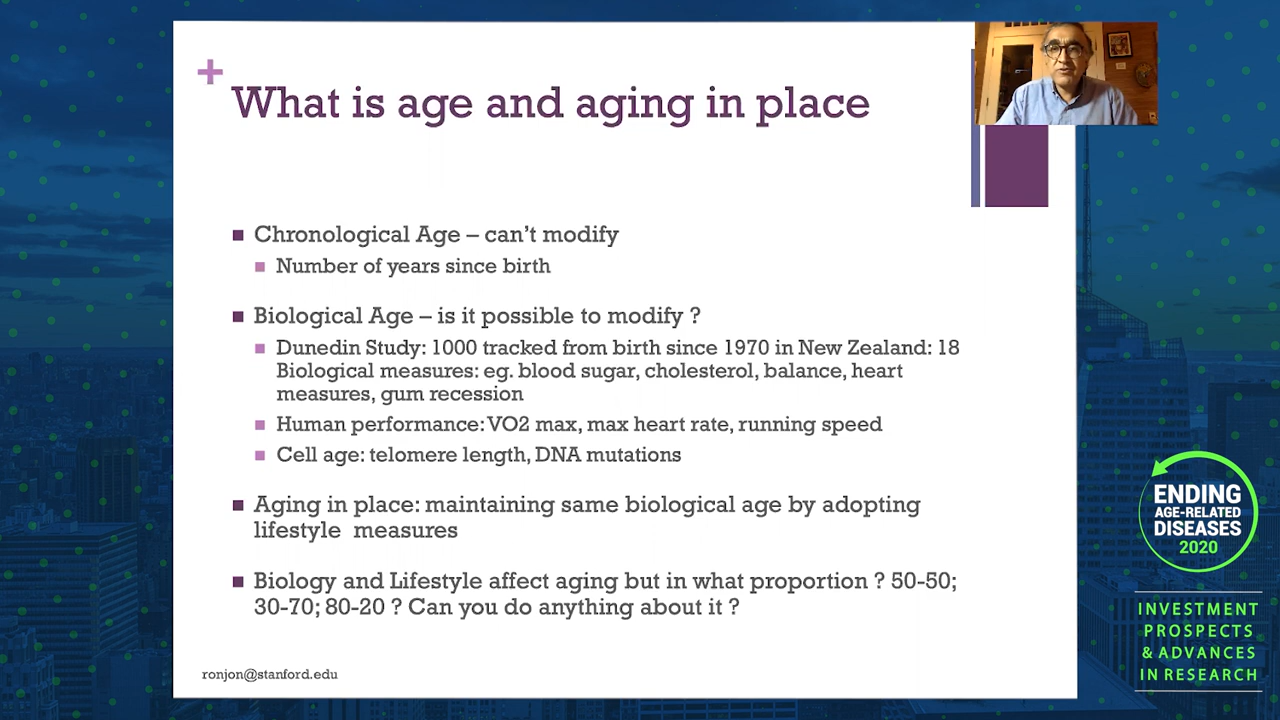 +
What is age and aging in place
■ Chronological Age – can't modify
■ Number of years since birth
■ Biological Age – is it possible to modify ?
■ Dunedin Study: 1000 tracked from birth since 1970 in New Zealand: 18
Biological measures: eg. blood sugar, cholesterol, balance, heart
measures, gum recession
■ Human performance: VO2 max, max heart rate, running speed
■ Cell age: telomere length, DNA mutations
■ Aging in place: maintaining same biological age by adopting
lifestyle  measures
■ Biology and Lifestyle affect aging but in what proportion ? 50-50;
30-70; 80-20 ? Can you do anything about it ?
ronjon@stanford.edu
ENDING
AGE-RELATED
DISEASES
2020
INVESTMENT
PROSPECTS
& ADVANCES
IN RESEARCH